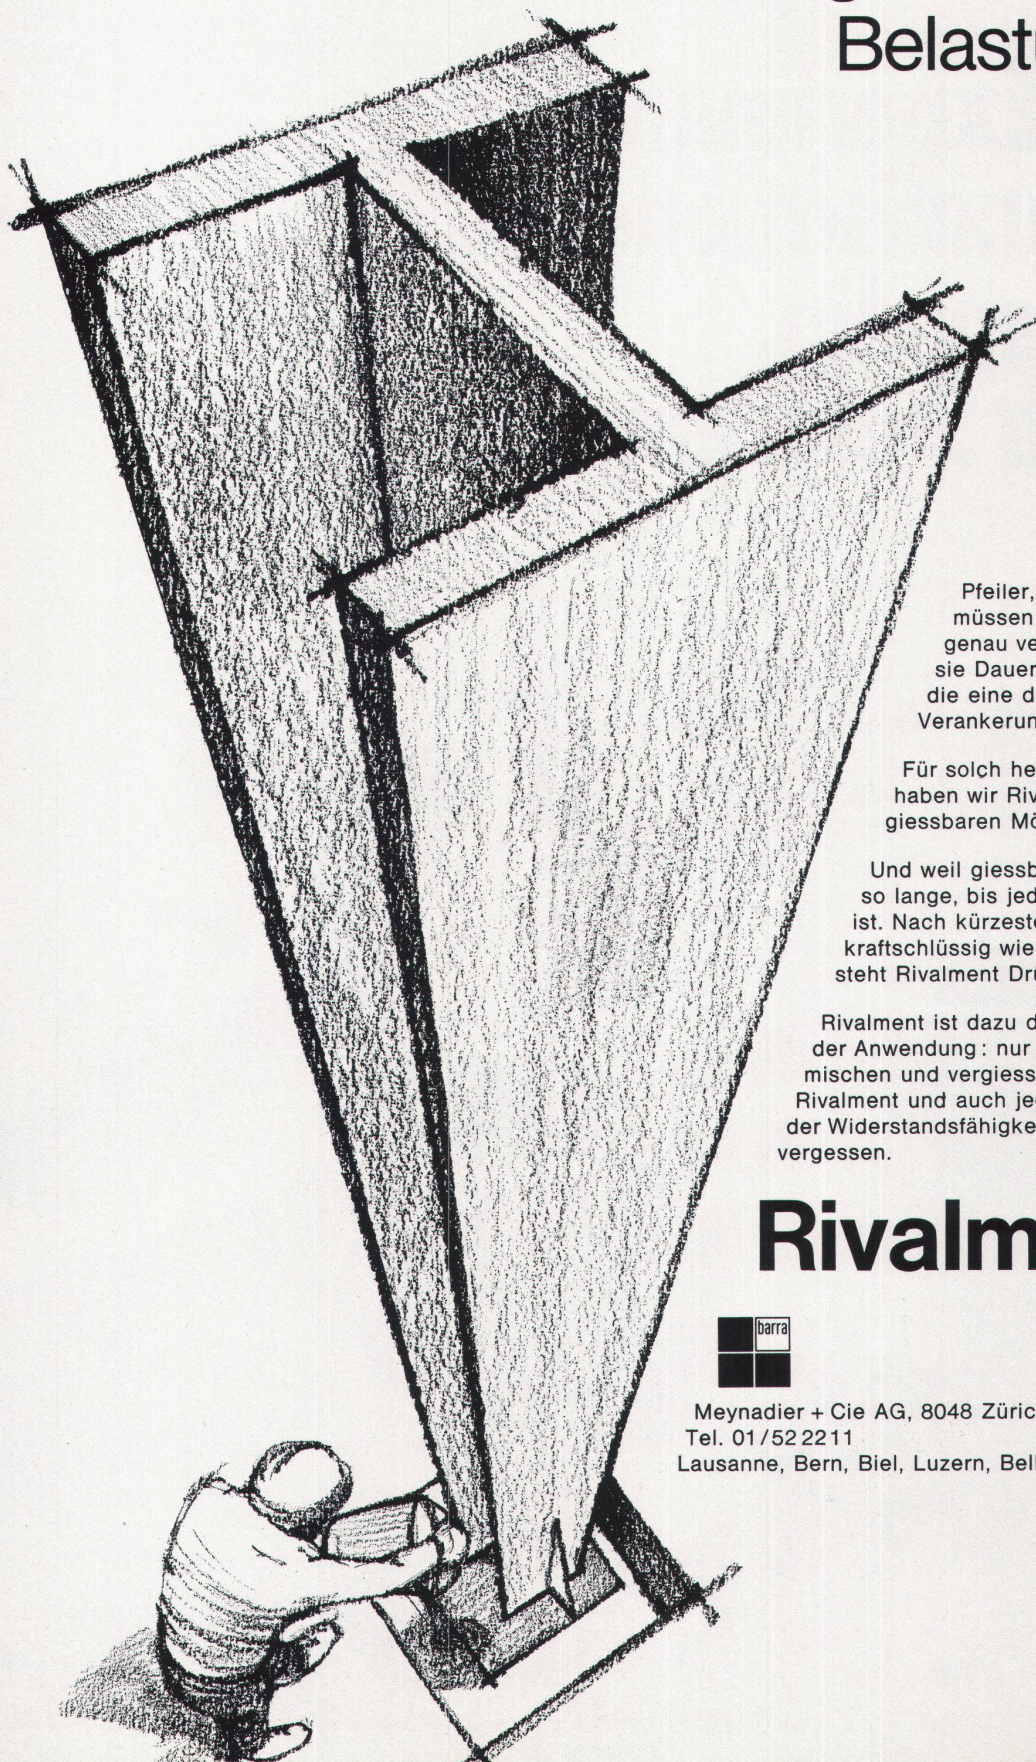 Belastu
Pfeiler,
müssen
genau ve
sie Dauer
die eine d
Verankerun
Für solch he
haben wir Riv
giessbaren Mö
Und weil giessb
so lange, bis jed
ist. Nach kürzeste
kraftschlüssig wie
steht Rivalment Dru
Rivalment ist dazu d
der Anwendung: nur
mischen und vergiess
Rivalment und auch je
der Widerstandsfähigke
vergessen.
Rivalm
barra
Meynadier + Cie AG, 8048 Züric
Tel. 01/52 22 11
Lausanne, Bern, Biel, Luzern, Bell